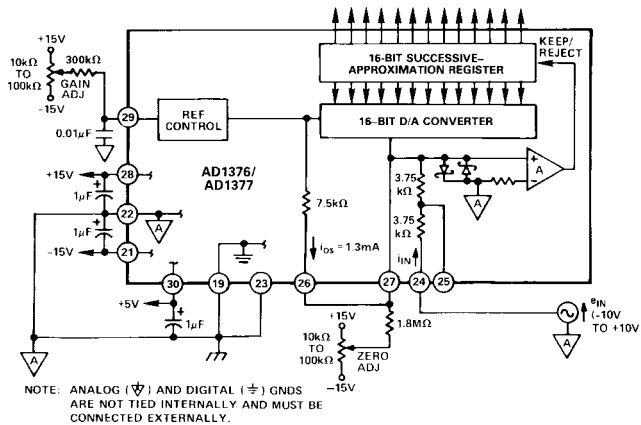 +15V
10kΩ
TO
100kΩ
-15V
300kΩ
GAIN
ADJ
0.01μF
29
REF
CONTROL
16-BIT SUCCESSIVE-
APPROXIMATION REGISTER
KEEP/
REJECT
16-BIT D/A CONVERTER
AD1376/
AD1377
+15V
28
1μF
22
A
1μF
-15V
21
7.5kΩ
iOS = 1.3mA
3.75
kΩ
3.75
kΩ
iIN
A
+
-
A
30
19
23
26
27
24
25
+5V
1μF
A
+15V
10kΩ
TO
100kΩ
-15V
ZERO
ADJ
1.8MΩ
eIN
(-10V
TO +10V
A
NOTE: ANALOG (A) AND DIGITAL (⏚) GNDS
ARE NOT TIED INTERNALLY AND MUST BE
CONNECTED EXTERNALLY.